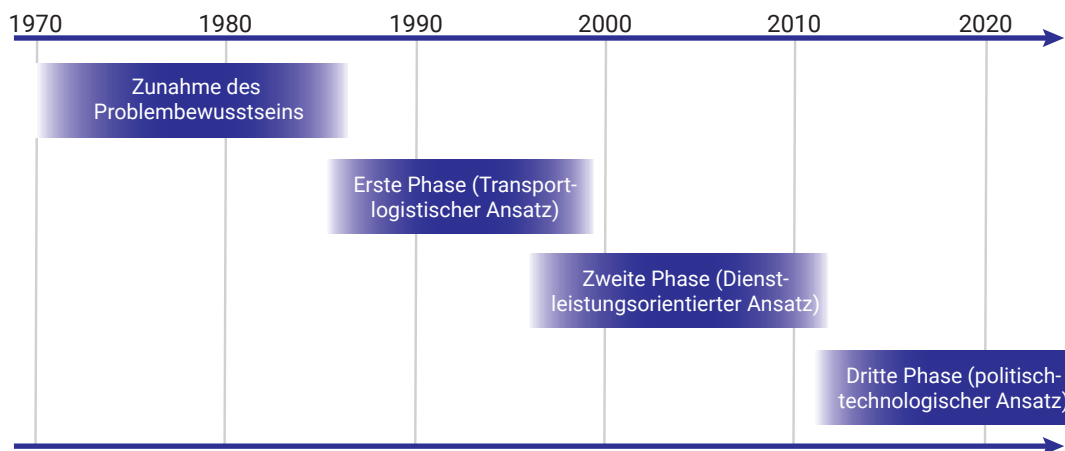 1970 1980 1990 2000 2010 2020
Zunahme des
Problembewusstseins
Erste Phase (Transport-
logistischer Ansatz)
Zweite Phase (Dienst-
leistungsorientierter Ansatz)
Dritte Phase (politisch-
technologischer Ansatz)